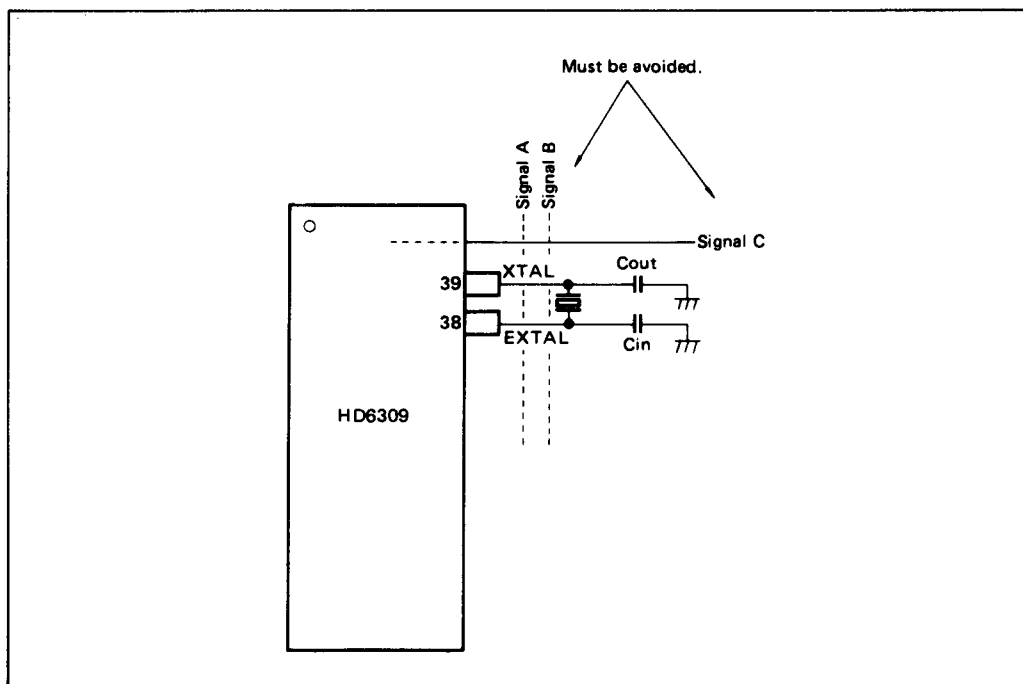 Must be avoided.
Signal A
Signal B
Signal C
39
XTAL
Cout
38
EXTAL
Cin
HD6309